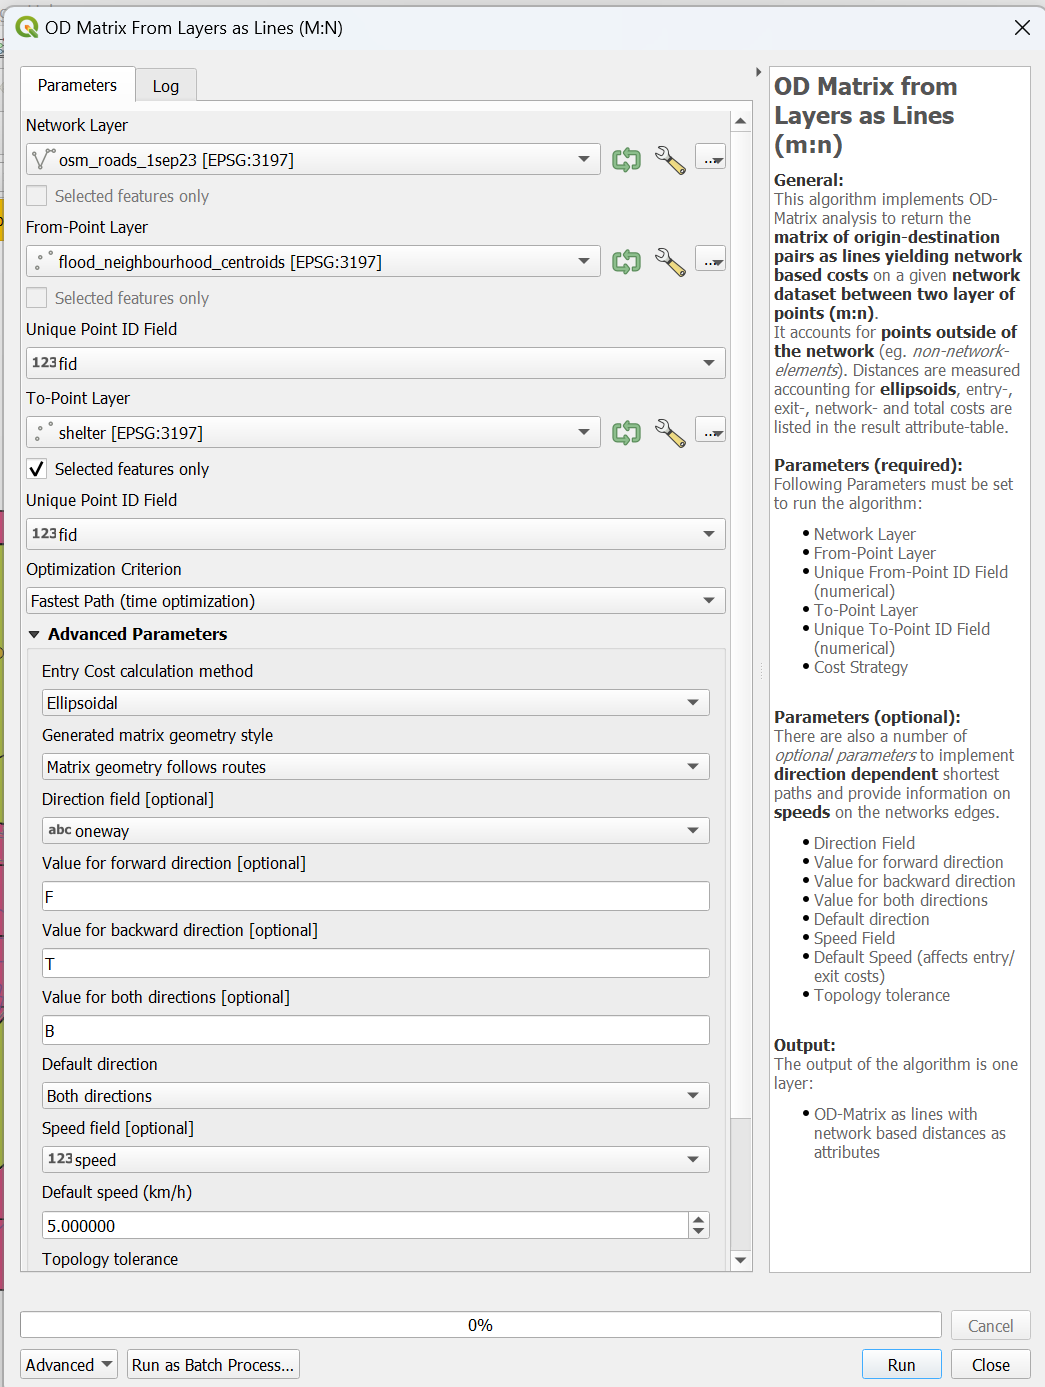 OD Matrix From Layers as Lines (M:N)
Parameters
Log
Network Layer
osm_roads_1sep23 [EPSG:3197]
...
Selected features only
From-Point Layer
flood_neighbourhood_centroids [EPSG:3197]
...
Selected features only
Unique Point ID Field
123 fid
To-Point Layer
shelter [EPSG:3197]
...
Selected features only
Unique Point ID Field
123 fid
Optimization Criterion
Fastest Path (time optimization)
Advanced Parameters
Entry Cost calculation method
Ellipsoidal
Generated matrix geometry style
Matrix geometry follows routes
Direction field [optional]
abc oneway
Value for forward direction [optional]
F
Value for backward direction [optional]
T
Value for both directions [optional]
B
Default direction
Both directions
Speed field [optional]
123 speed
Default speed (km/h)
5.000000
Topology tolerance
OD Matrix from
Layers as Lines
(m:n)
General:
This algorithm implements OD-
Matrix analysis to return the
matrix of origin-destination
pairs as lines yielding network
based costs on a given network
dataset between two layer of
points (m:n).
It accounts for points outside of
the network (eg. non-network-
elements). Distances are measured
accounting for ellipsoids, entry-,
exit-, network- and total costs are
listed in the result attribute-table.
Parameters (required):
Following Parameters must be set
to run the algorithm:
• Network Layer
• From-Point Layer
• Unique From-Point ID Field
(numerical)
• To-Point Layer
• Unique To-Point ID Field
(numerical)
• Cost Strategy
Parameters (optional):
There are also a number of
optional parameters to implement
direction dependent shortest
paths and provide information on
speeds on the networks edges.
• Direction Field
• Value for forward direction
• Value for backward direction
• Value for both directions
• Default direction
• Speed Field
• Default Speed (affects entry/
exit costs)
• Topology tolerance
Output:
The output of the algorithm is one
layer:
• OD-Matrix as lines with
network based distances as
attributes
0%
Cancel
Advanced
Run as Batch Process...
Run
Close